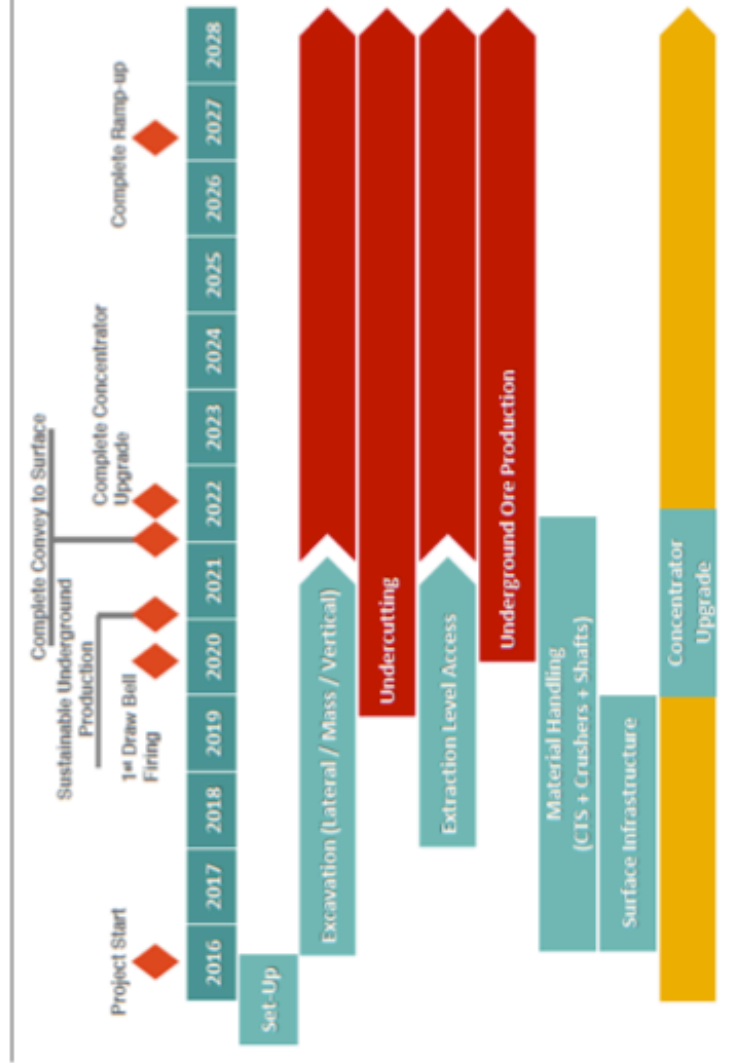 Complete Convey to Surface
Sustainable Underground
Production
1st Draw Bell
Firing
Complete Concentrator
Upgrade
Project Start
Complete Ramp-up
2016
2017
2018
2019
2020
2021
2022
2023
2024
2025
2026
2027
2028
Set-Up
Excavation (Lateral / Mass / Vertical)
Undercutting
Extraction Level Access
Underground Ore Production
Material Handling
(CTS + Crushers + Shafts)
Surface Infrastructure
Concentrator
Upgrade